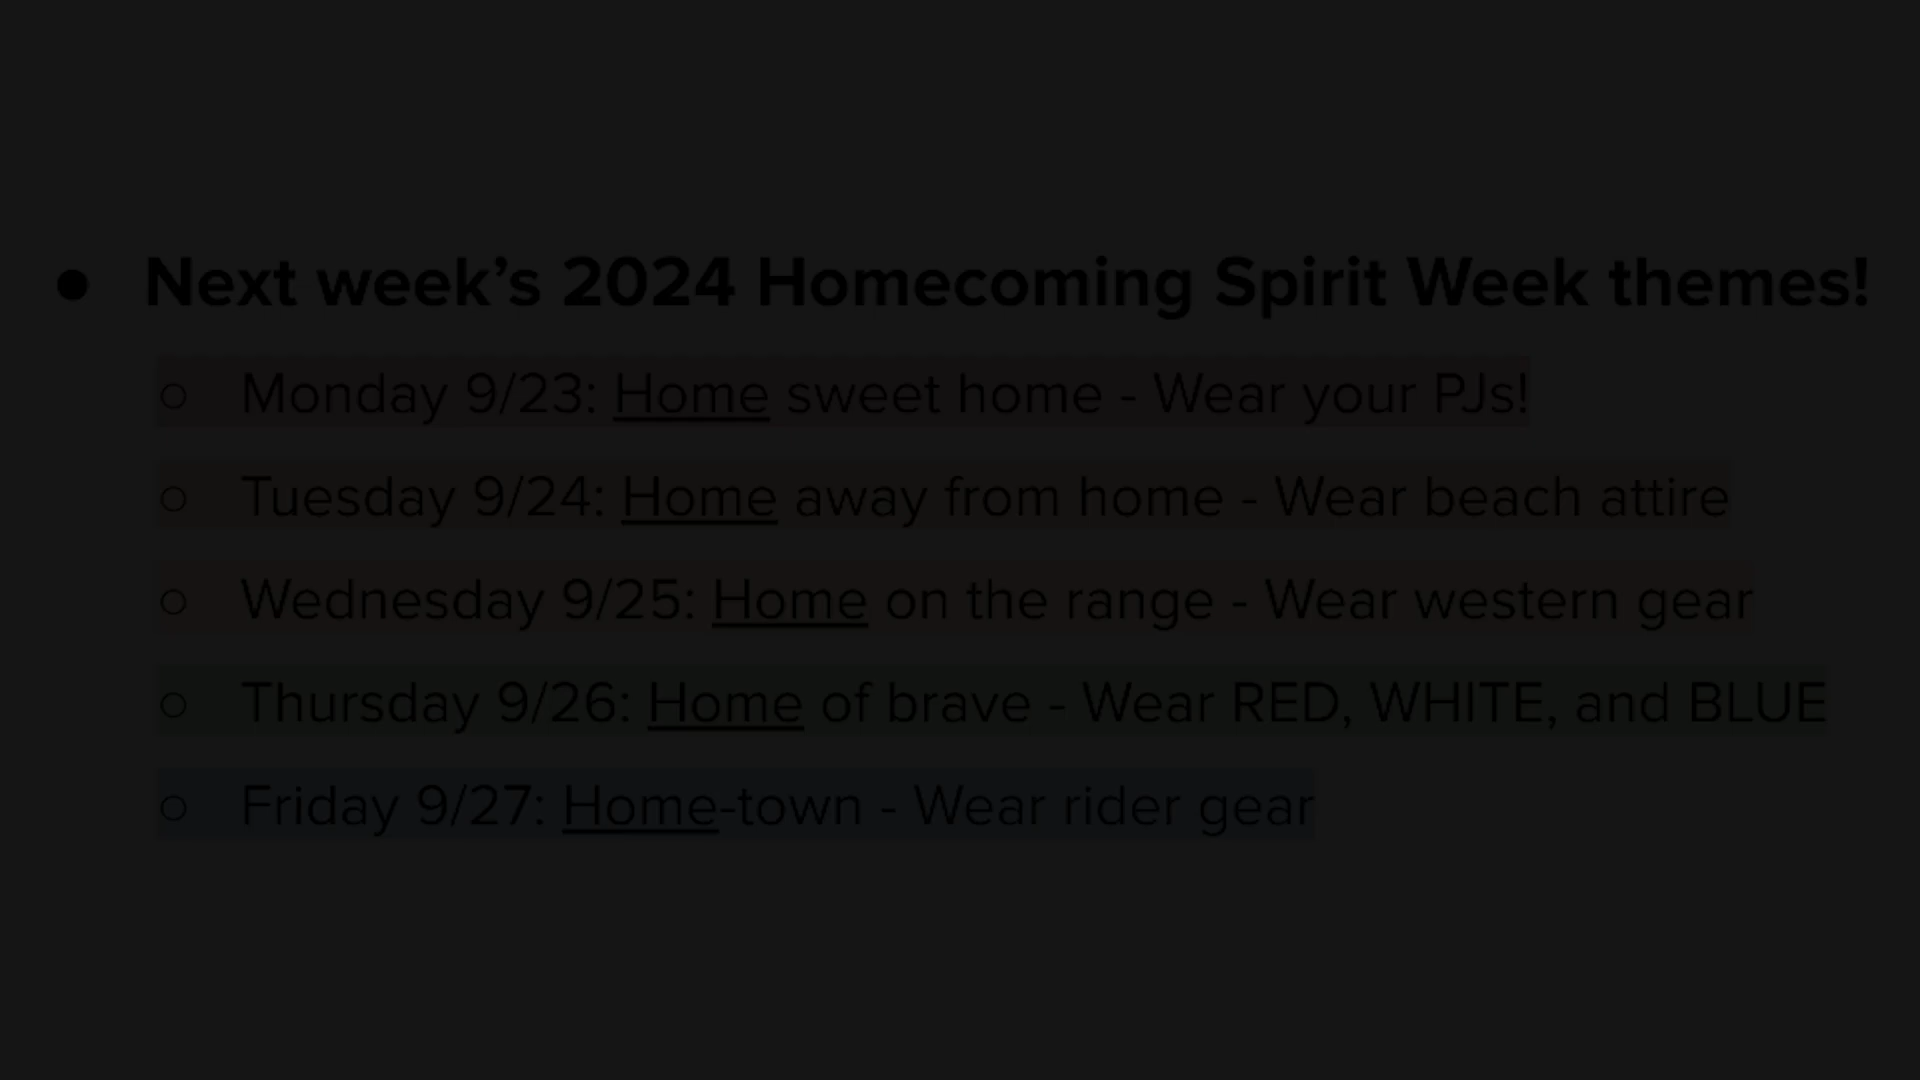 ● Next week’s 2024 Homecoming Spirit Week themes!
○ Monday 9/23: Home sweet home - Wear your PJs!
○ Tuesday 9/24: Home away from home - Wear beach attire
○ Wednesday 9/25: Home on the range - Wear western gear
○ Thursday 9/26: Home of brave - Wear RED, WHITE, and BLUE
○ Friday 9/27: Home-town - Wear rider gear